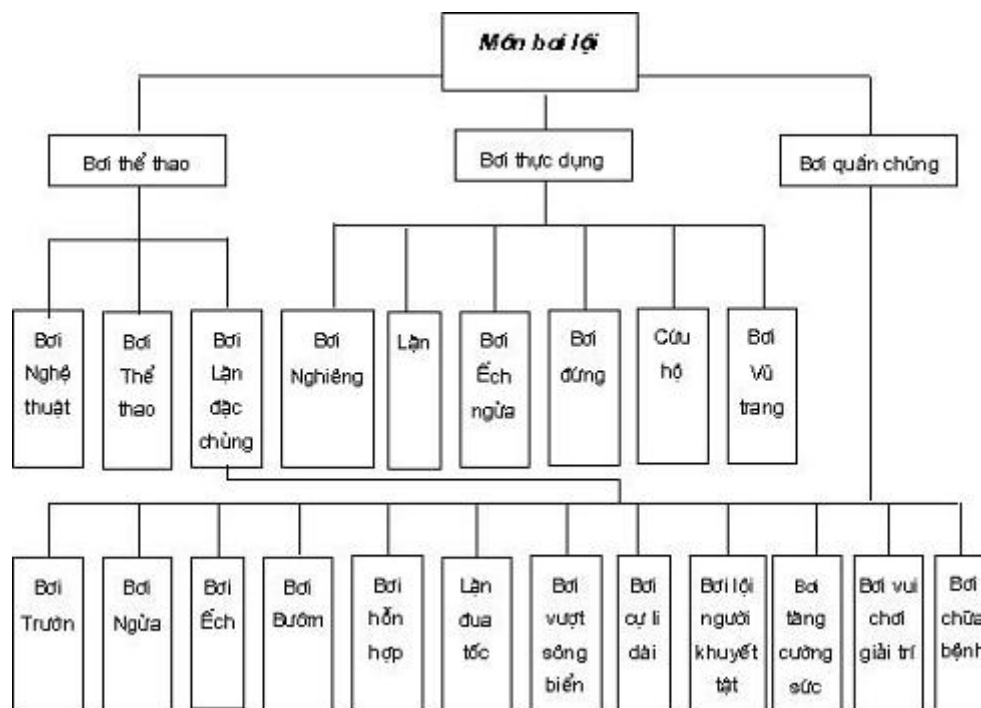 Môn bơi lội
Bơi thể thao
Bơi thực dụng
Bơi quần chúng
Bơi
Nghệ
thuật
Bơi
Thể
thao
Bơi
Lặn
đặc
chủng
Bơi
Nghiêng
Lặn
Bơi
Ếch
ngửa
Bơi
đứng
Cứu
hộ
Bơi
Vũ
trang
Bơi
Trườn
Bơi
Ngửa
Bơi
Ếch
Bơi
Bướm
Bơi
hỗn
hợp
Lặn
đua
tốc
Bơi
vượt
sông
biển
Bơi
cự li
dài
Bơi lội
người
khuyết
tật
Bơi
tăng
cường
sức
Bơi vui
chơi
giải trí
Bơi
chữa
bệnh